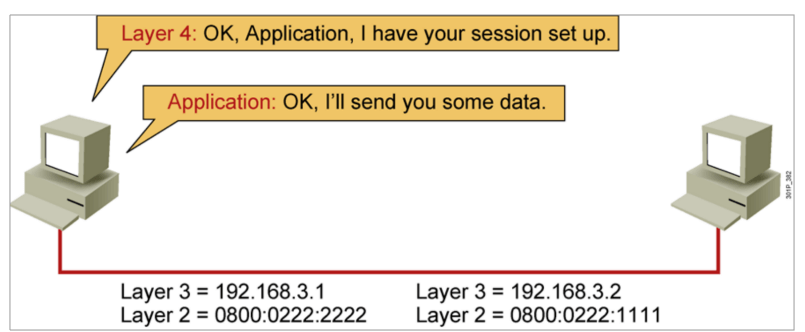 Layer 4: OK, Application, I have your session set up.
Application: OK, I'll send you some data.
301P_382
Layer 3 = 192.168.3.1
Layer 2 = 0800:0222:2222
Layer 3 = 192.168.3.2
Layer 2 = 0800:0222:1111